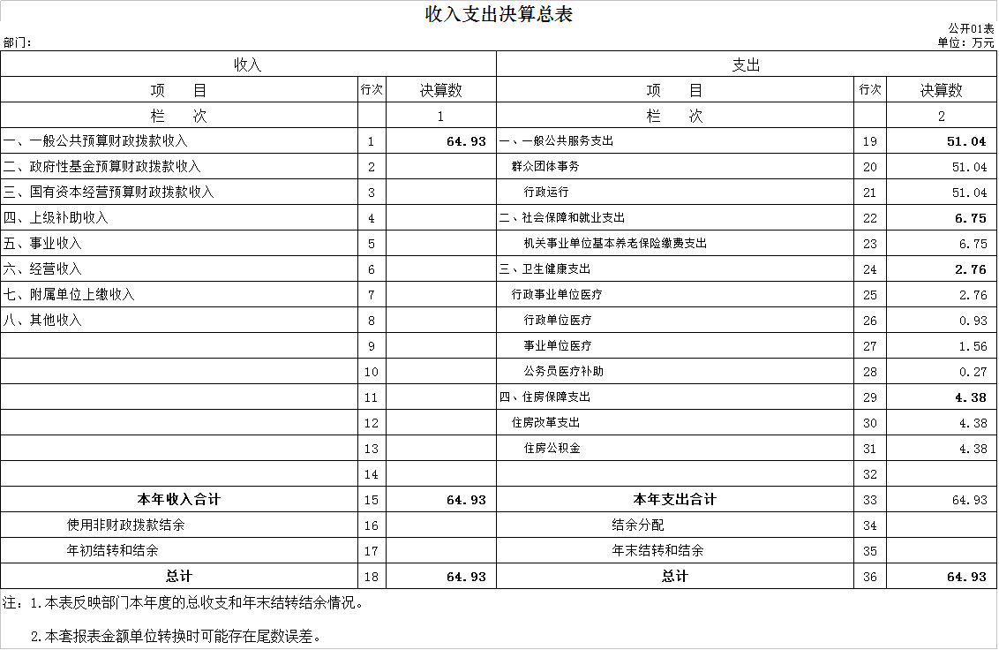 收入支出决算总表
公开01表
部门：
单位：万元
收入 支出
项 目 行次 决算数 项 目 行次 决算数
栏 次 1 栏 次 2
一、一般公共预算财政拨款收入 1 64.93 一、一般公共服务支出 19 51.04
二、政府性基金预算财政拨款收入 2 群众团体事务 20 51.04
三、国有资本经营预算财政拨款收入 3 行政运行 21 51.04
四、上级补助收入 4 二、社会保障和就业支出 22 6.75
五、事业收入 5 机关事业单位基本养老保险缴费支出 23 6.75
六、经营收入 6 三、卫生健康支出 24 2.76
七、附属单位上缴收入 7 行政事业单位医疗 25 2.76
八、其他收入 8 行政单位医疗 26 0.93
9 事业单位医疗 27 1.56
10 公务员医疗补助 28 0.27
11 四、住房保障支出 29 4.38
12 住房改革支出 30 4.38
13 住房公积金 31 4.38
14 32
本年收入合计 15 64.93 本年支出合计 33 64.93
使用非财政拨款结余 16 结余分配 34
年初结转和结余 17 年末结转和结余 35
总计 18 64.93 总计 36 64.93
注：1.本表反映部门本年度的总收支和年末结转结余情况。
2.本套报表金额单位转换时可能存在尾数误差。